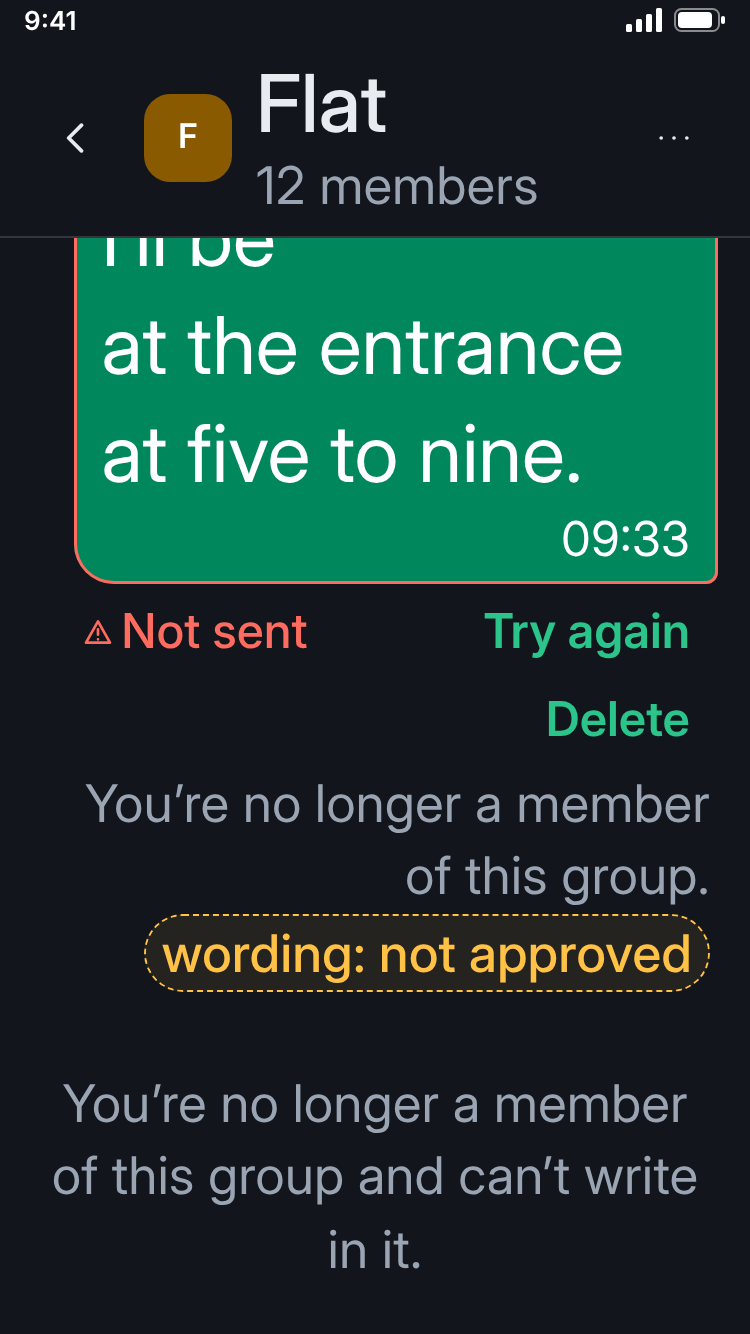 9:41
F
Flat
12 members
...
I'll be
at the entrance
at five to nine.
09:33
Not sent
Try again
Delete
You’re no longer a member
of this group.
wording: not approved
You’re no longer a member
of this group and can’t write
in it.